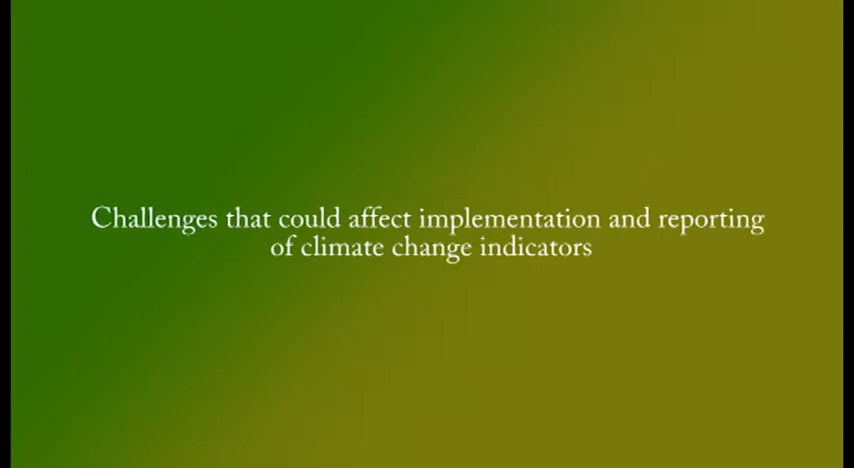 Challenges that could affect implementation and reporting
of climate change indicators